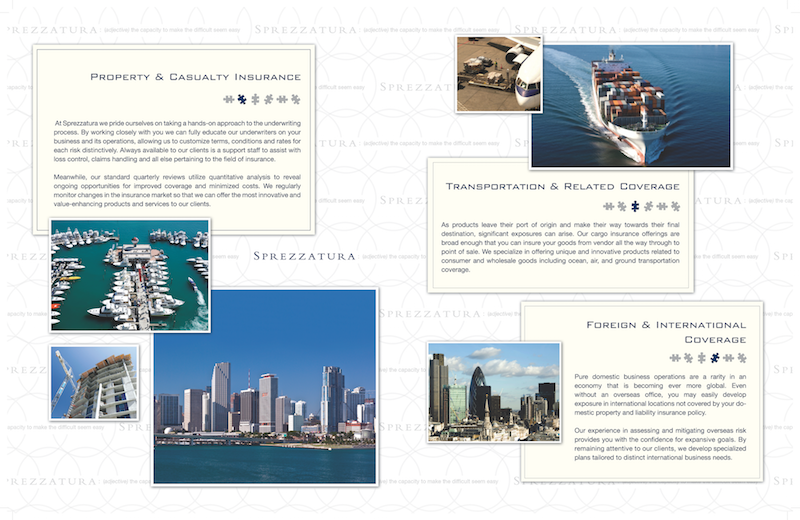 SPREZZATURA | (adjective) the capacity to make the difficult seem easy
PROPERTY & CASUALTY INSURANCE
At Sprezzatura we pride ourselves on taking a hands-on approach to the underwriting
process. By working closely with you we can fully educate our underwriters on your
business and its operations, allowing us to customize terms, conditions and rates for
each risk distinctively. Always available to our clients is a support staff to assist with
loss control, claims handling and all else pertaining to the field of insurance.
Meanwhile, our standard quarterly reviews utilize quantitative analysis to reveal
ongoing opportunities for improved coverage and minimized costs. We regularly
monitor changes in the insurance market so that we can offer the most innovative and
value-enhancing products and services to our clients.
SPREZZATURA
TRANSPORTATION & RELATED COVERAGE
As products leave their port of origin and make their way towards their final
destination, significant exposures can arise. Our cargo insurance offerings are
broad enough that you can insure your goods from vendor all the way through to
point of sale. We specialize in offering unique and innovative products related to
consumer and wholesale goods including ocean, air, and ground transportation
coverage.
FOREIGN & INTERNATIONAL
COVERAGE
Pure domestic business operations are a rarity in an
economy that is becoming ever more global. Even
without an overseas office, you may easily develop
exposure in international locations not covered by your do-
mestic property and liability insurance policy.
Our experience in assessing and mitigating overseas risk
provides you with the confidence for expansive goals. By
remaining attentive to our clients, we develop specialized
plans tailored to distinct international business needs.